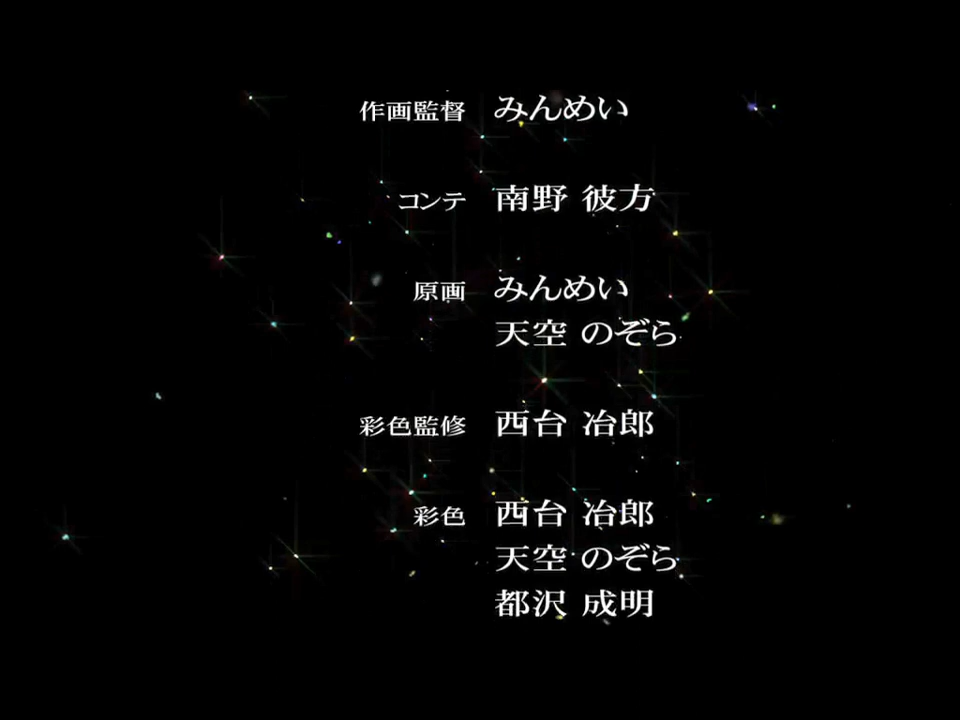 作画監督 みんめい
コンテ 南野 彼方
原画 みんめい
天空 のぞら
彩色監修 西台 冶郎
彩色 西台 冶郎
天空 のぞら
都沢 成明